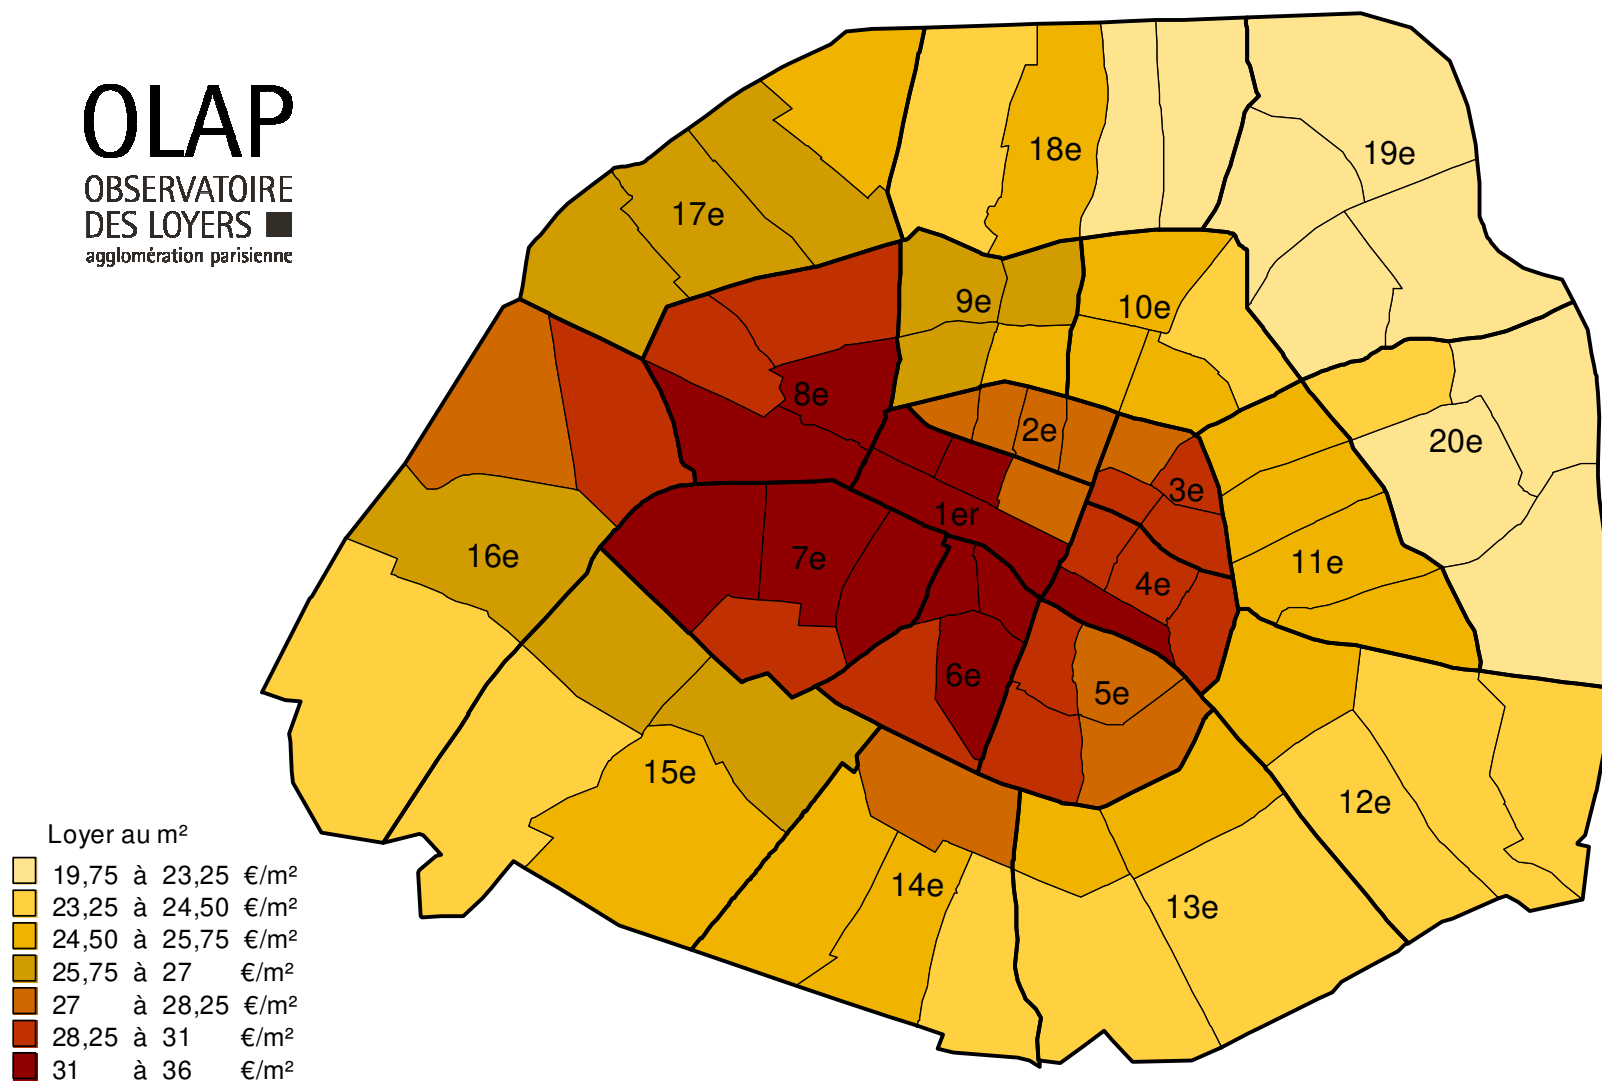 OLAP
OBSERVATOIRE
DES LOYERS
agglomération parisienne
18e
19e
17e
9e
10e
8e
2e
20e
3e
1er
16e
7e
11e
4e
6e
5e
15e
12e
14e
13e
Loyer au m²
19,75 à 23,25 €/m²
23,25 à 24,50 €/m²
24,50 à 25,75 €/m²
25,75 à 27 €/m²
27 à 28,25 €/m²
28,25 à 31 €/m²
31 à 36 €/m²